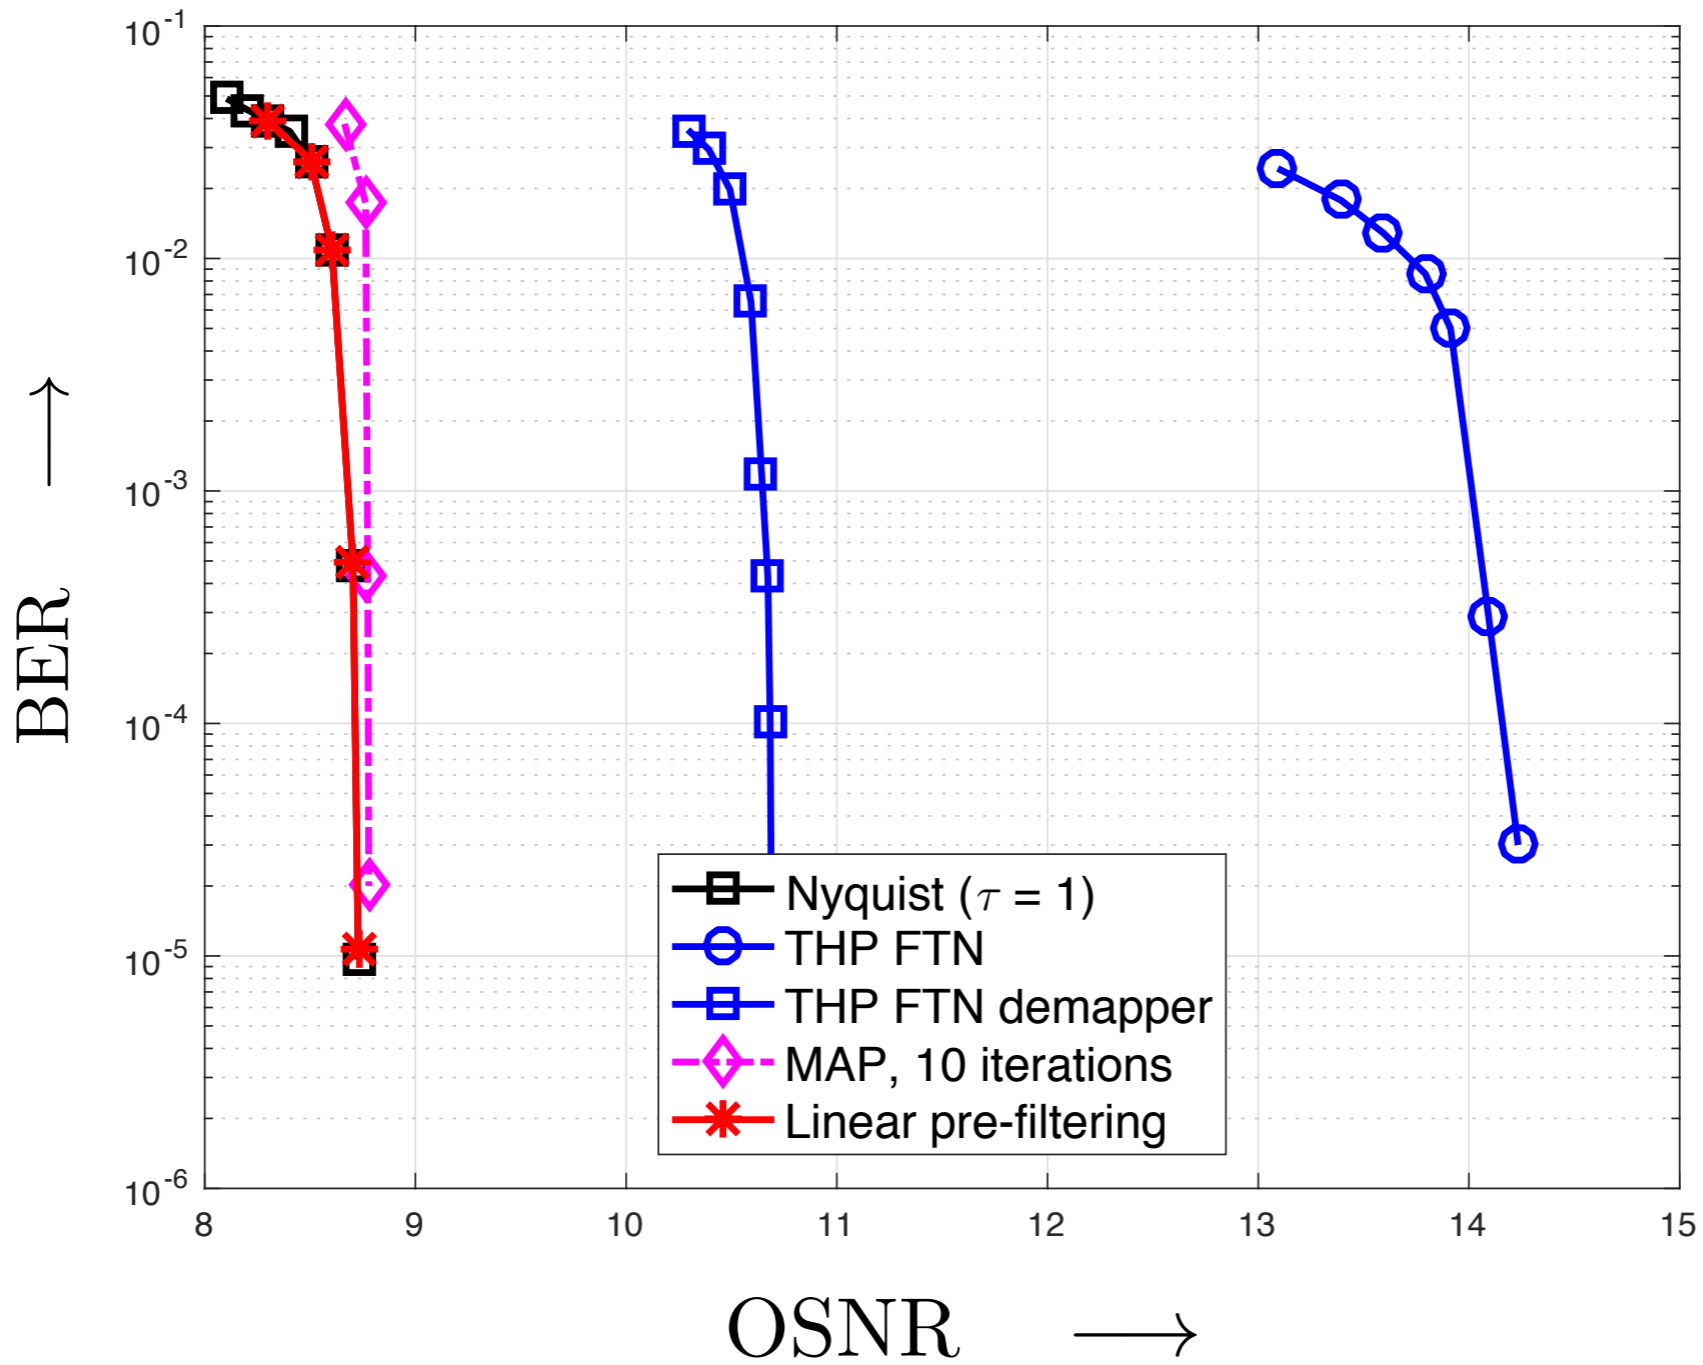 10^-1
10^-2
10^-3
10^-4
10^-5
10^-6
BER ⟶
8 9 10 11 12 13 14 15
OSNR ⟶
Nyquist (τ = 1)
THP FTN
THP FTN demapper
MAP, 10 iterations
Linear pre-filtering